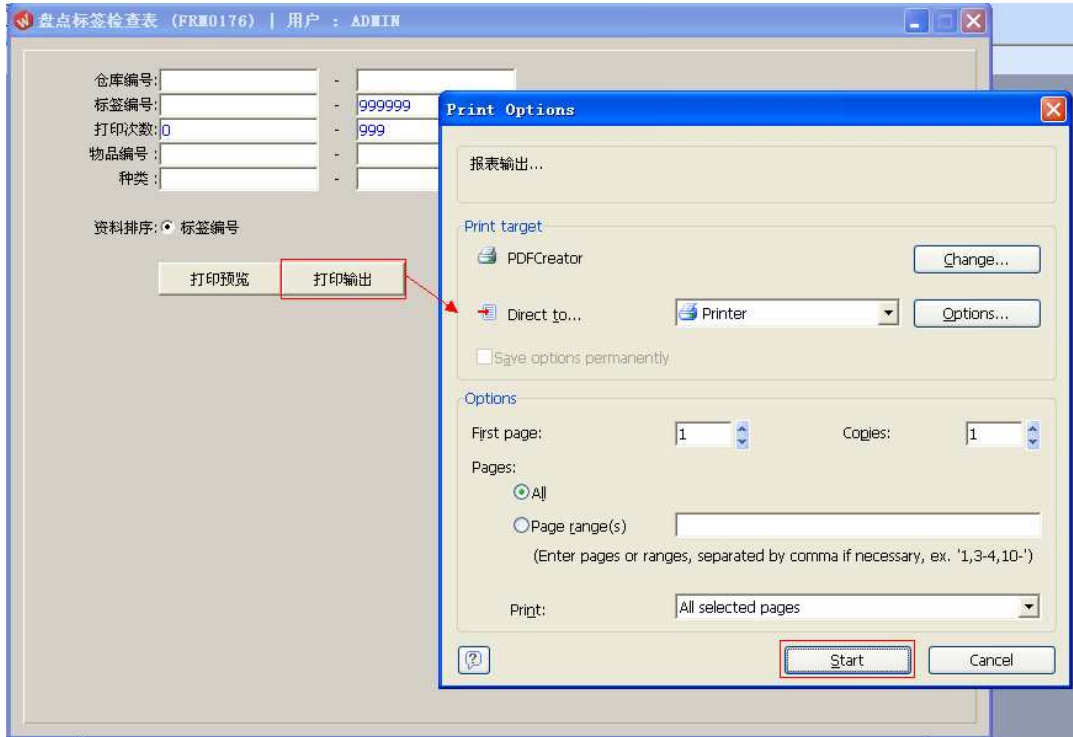 盘点标签检查表 (FRM0176) | 用户 : ADMIN
仓库编号: -
标签编号: - 999999
打印次数: 0 - 999
物品编号 : -
种类 : -
资料排序: 标签编号
打印预览 打印输出
Print Options
报表输出...
Print target
PDFCreator Change...
Direct to... Printer Options...
Save options permanently
Options
First page: 1 Copies: 1
Pages:
All
Page range(s)
(Enter pages or ranges, separated by comma if necessary, ex. '1,3-4,10-')
Print: All selected pages
Start Cancel